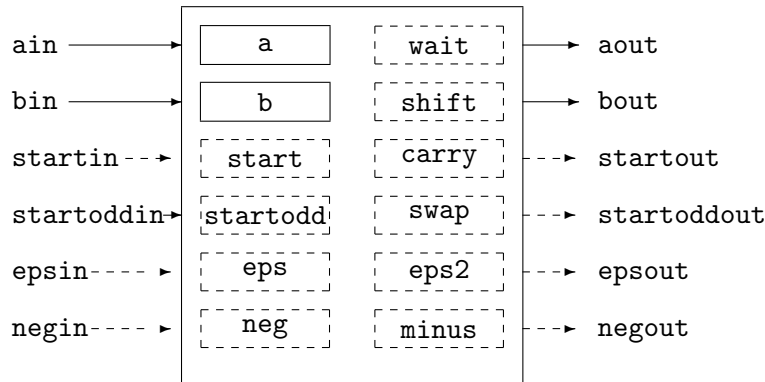 ain a wait aout
bin b shift bout
startin start carry startout
startoddin startodd swap startoddout
epsin eps eps2 epsout
negin neg minus negout